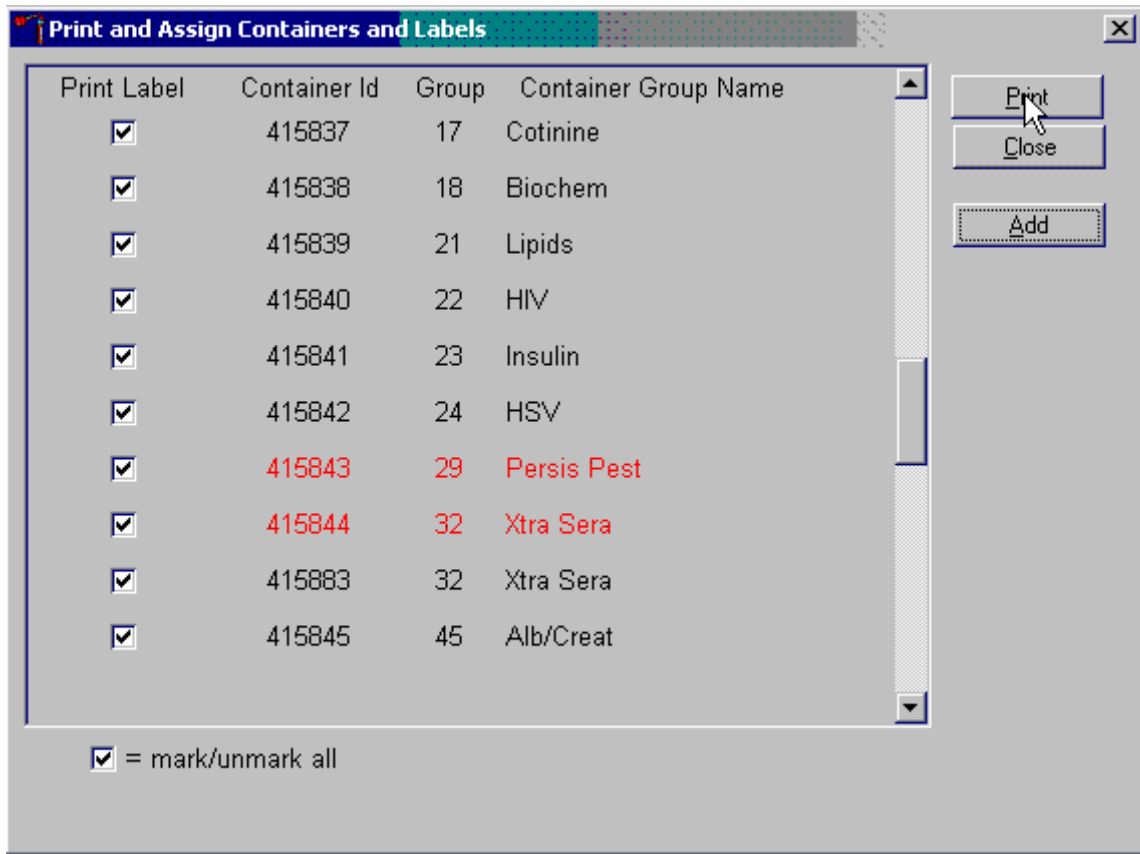 Print and Assign Containers and Labels
Print Label Container Id Group Container Group Name
415837 17 Cotinine
415838 18 Biochem
415839 21 Lipids
415840 22 HIV
415841 23 Insulin
415842 24 HSV
415843 29 Persis Pest
415844 32 Xtra Sera
415883 32 Xtra Sera
415845 45 Alb/Creat
= mark/unmark all
Print
Close
Add